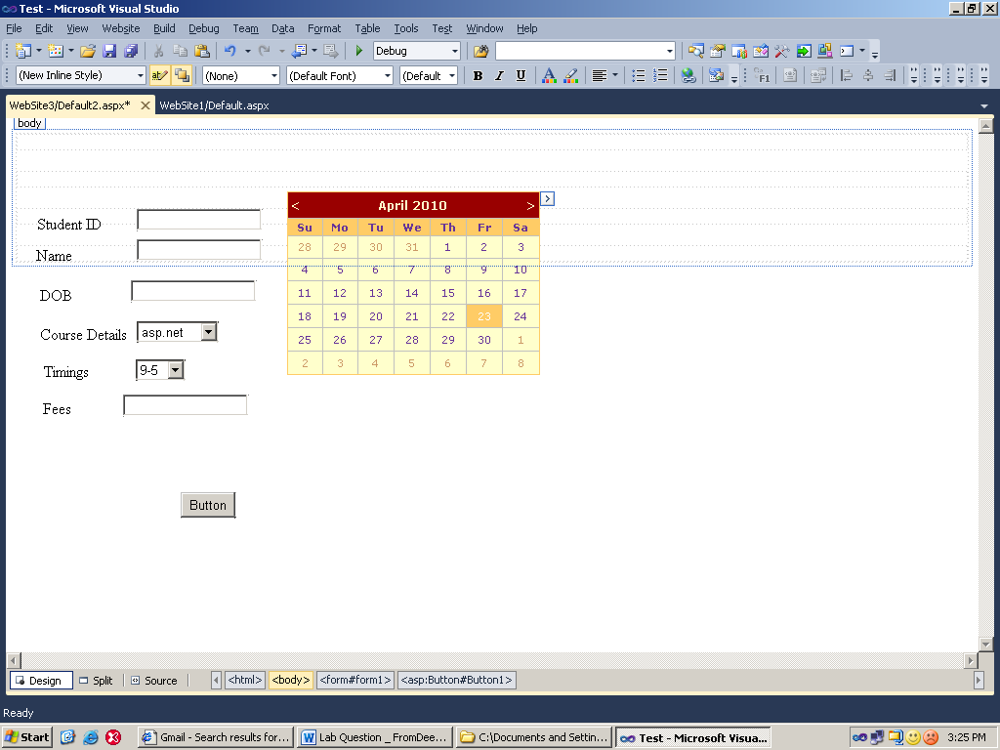 Test - Microsoft Visual Studio
File Edit View Website Build Debug Team Data Format Table Tools Test Window Help
Debug
(New Inline Style) (None) (Default Font) (Default B I U A F1
WebSite3/Default2.aspx* WebSite1/Default.aspx
body
< April 2010 >
Su Mo Tu We Th Fr Sa
28 29 30 31 1 2 3
4 5 6 7 8 9 10
11 12 13 14 15 16 17
18 19 20 21 22 23 24
25 26 27 28 29 30 1
2 3 4 5 6 7 8
Student ID
Name
DOB
Course Details asp.net
Timings 9-5
Fees
Button
Design Split Source <html> <body> <form#form1> <asp:Button#Button1>
Ready
Start Gmail - Search results for... Lab Question _ FromDee... C:\Documents and Settin... Test - Microsoft Visua... 3:25 PM